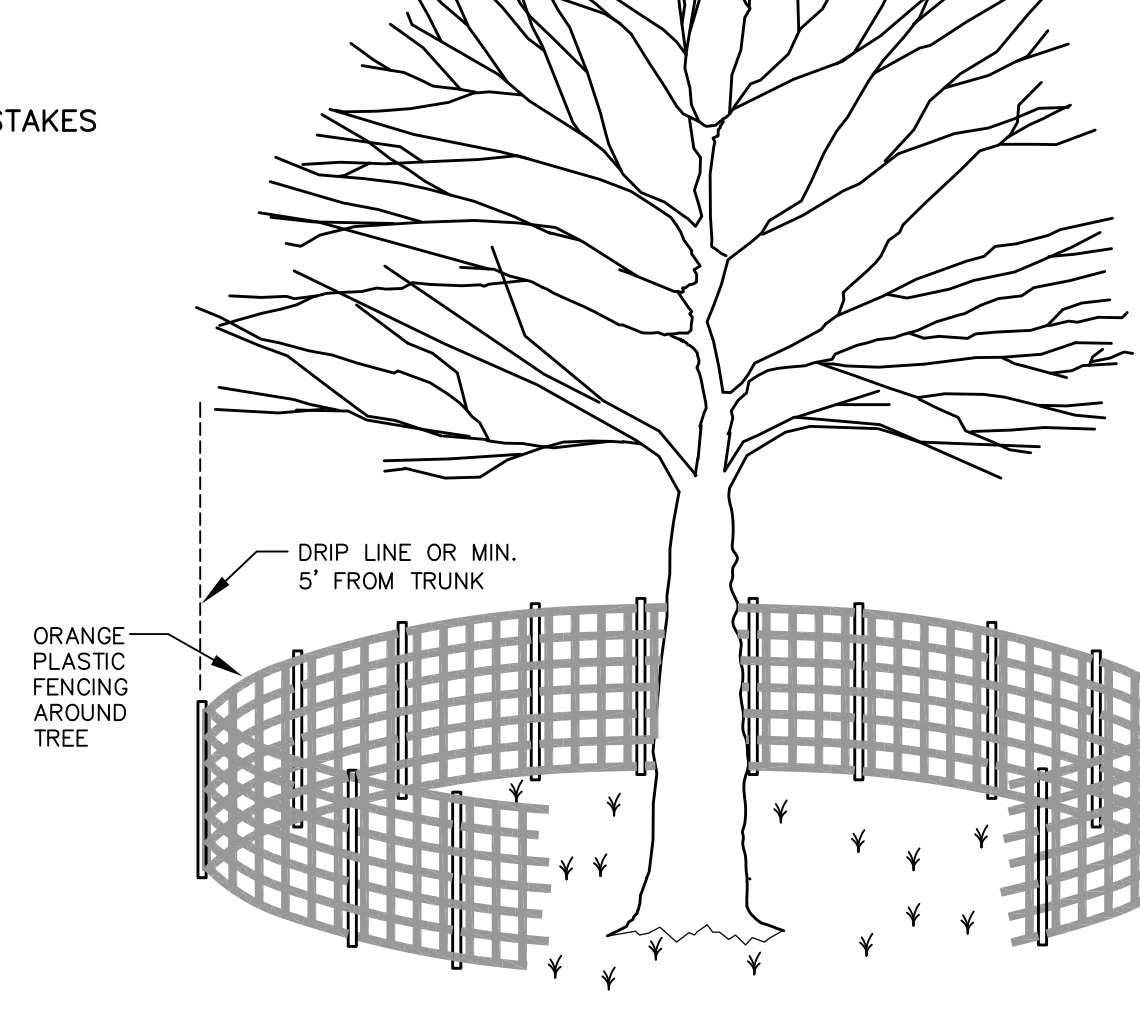 STAKES
DRIP LINE OR MIN.
5' FROM TRUNK
ORANGE
PLASTIC
FENCING
AROUND
TREE